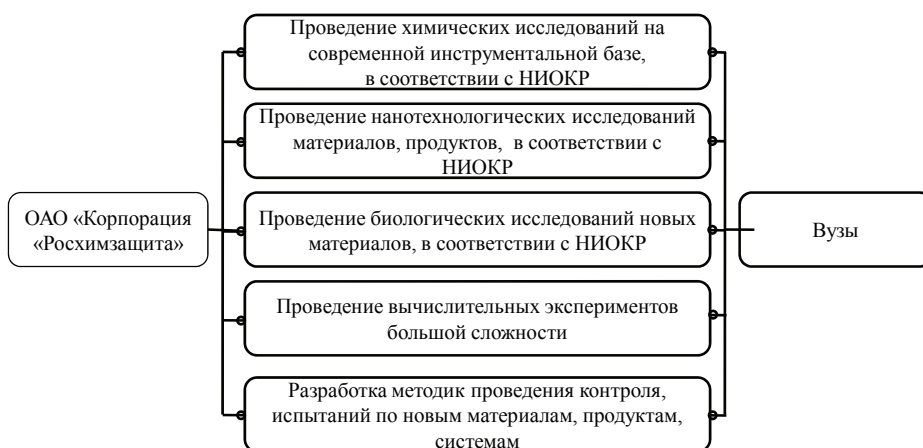 Проведение химических исследований на
современной инструментальной базе,
в соответствии с НИОКР
Проведение нанотехнологических исследований
материалов, продуктов, в соответствии с
НИОКР
ОАО «Корпорация
«Росхимзащита»
Проведение биологических исследований новых
материалов, в соответствии с НИОКР
Вузы
Проведение вычислительных экспериментов
большой сложности
Разработка методик проведения контроля,
испытаний по новым материалам, продуктам,
системам